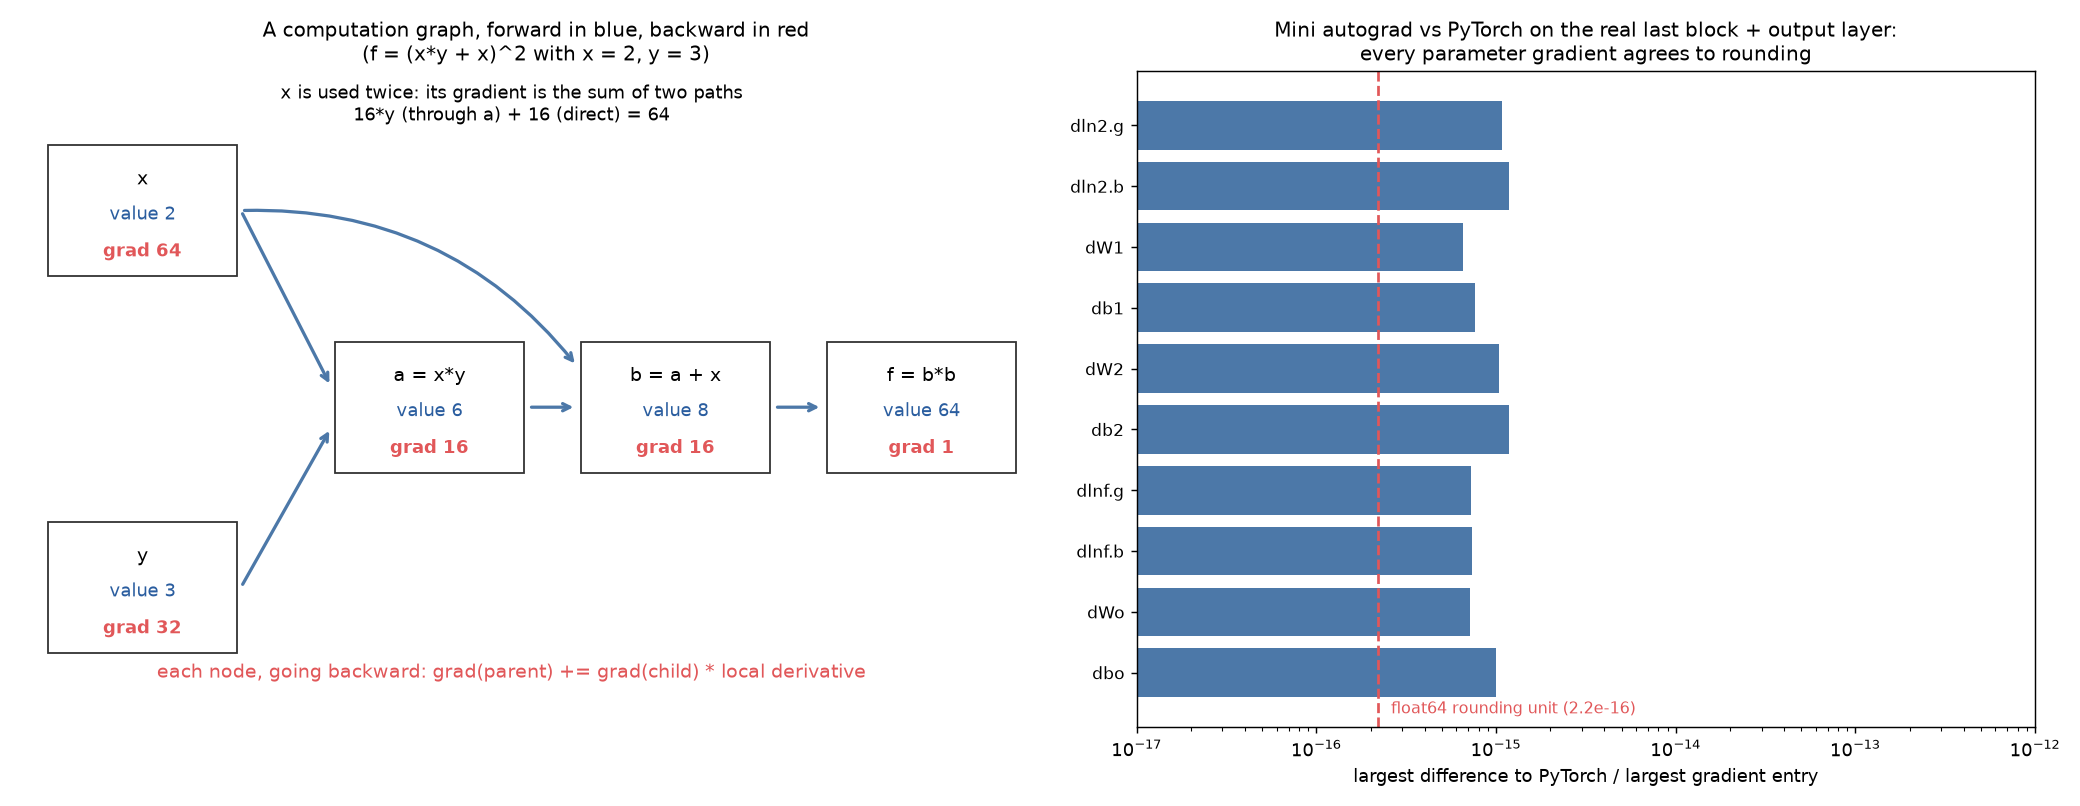 A computation graph, forward in blue, backward in red
(f = (x*y + x)^2 with x = 2, y = 3)
x is used twice: its gradient is the sum of two paths
16*y (through a) + 16 (direct) = 64
x
value 2
grad 64
a = x*y
value 6
grad 16
b = a + x
value 8
grad 16
f = b*b
value 64
grad 1
y
value 3
grad 32
each node, going backward: grad(parent) += grad(child) * local derivative
Mini autograd vs PyTorch on the real last block + output layer:
every parameter gradient agrees to rounding
dln2.g
dln2.b
dW1
db1
dW2
db2
dlnf.g
dlnf.b
dWo
dbo
float64 rounding unit (2.2e-16)
10⁻¹⁷ 10⁻¹⁶ 10⁻¹⁵ 10⁻¹⁴ 10⁻¹³ 10⁻¹²
largest difference to PyTorch / largest gradient entry